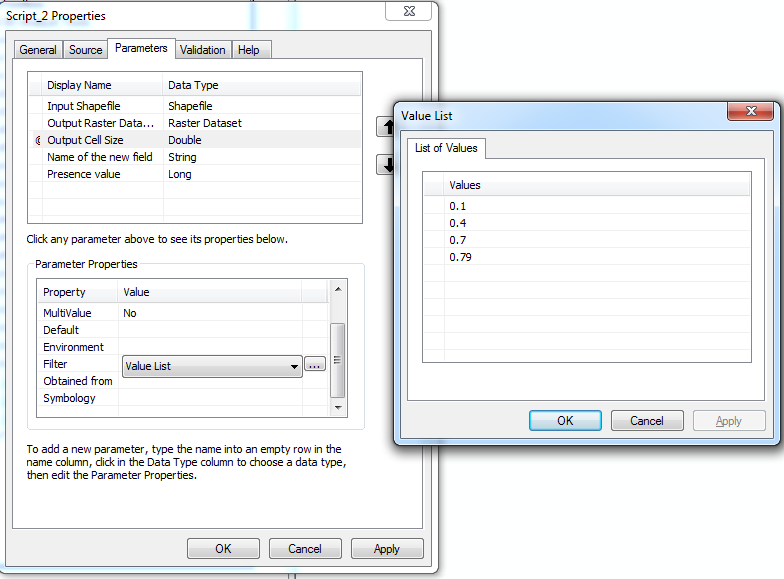 Script_2 Properties
General Source Parameters Validation Help
Display Name Data Type
Input Shapefile Shapefile
Output Raster Data... Raster Dataset
Output Cell Size Double
Name of the new field String
Presence value Long
Click any parameter above to see its properties below.
Parameter Properties
Property Value
MultiValue No
Default
Environment
Filter Value List ...
Obtained from
Symbology
To add a new parameter, type the name into an empty row in the
name column, click in the Data Type column to choose a data type,
then edit the Parameter Properties.
OK Cancel Apply
Value List
List of Values
Values
0.1
0.4
0.7
0.79
OK Cancel Apply